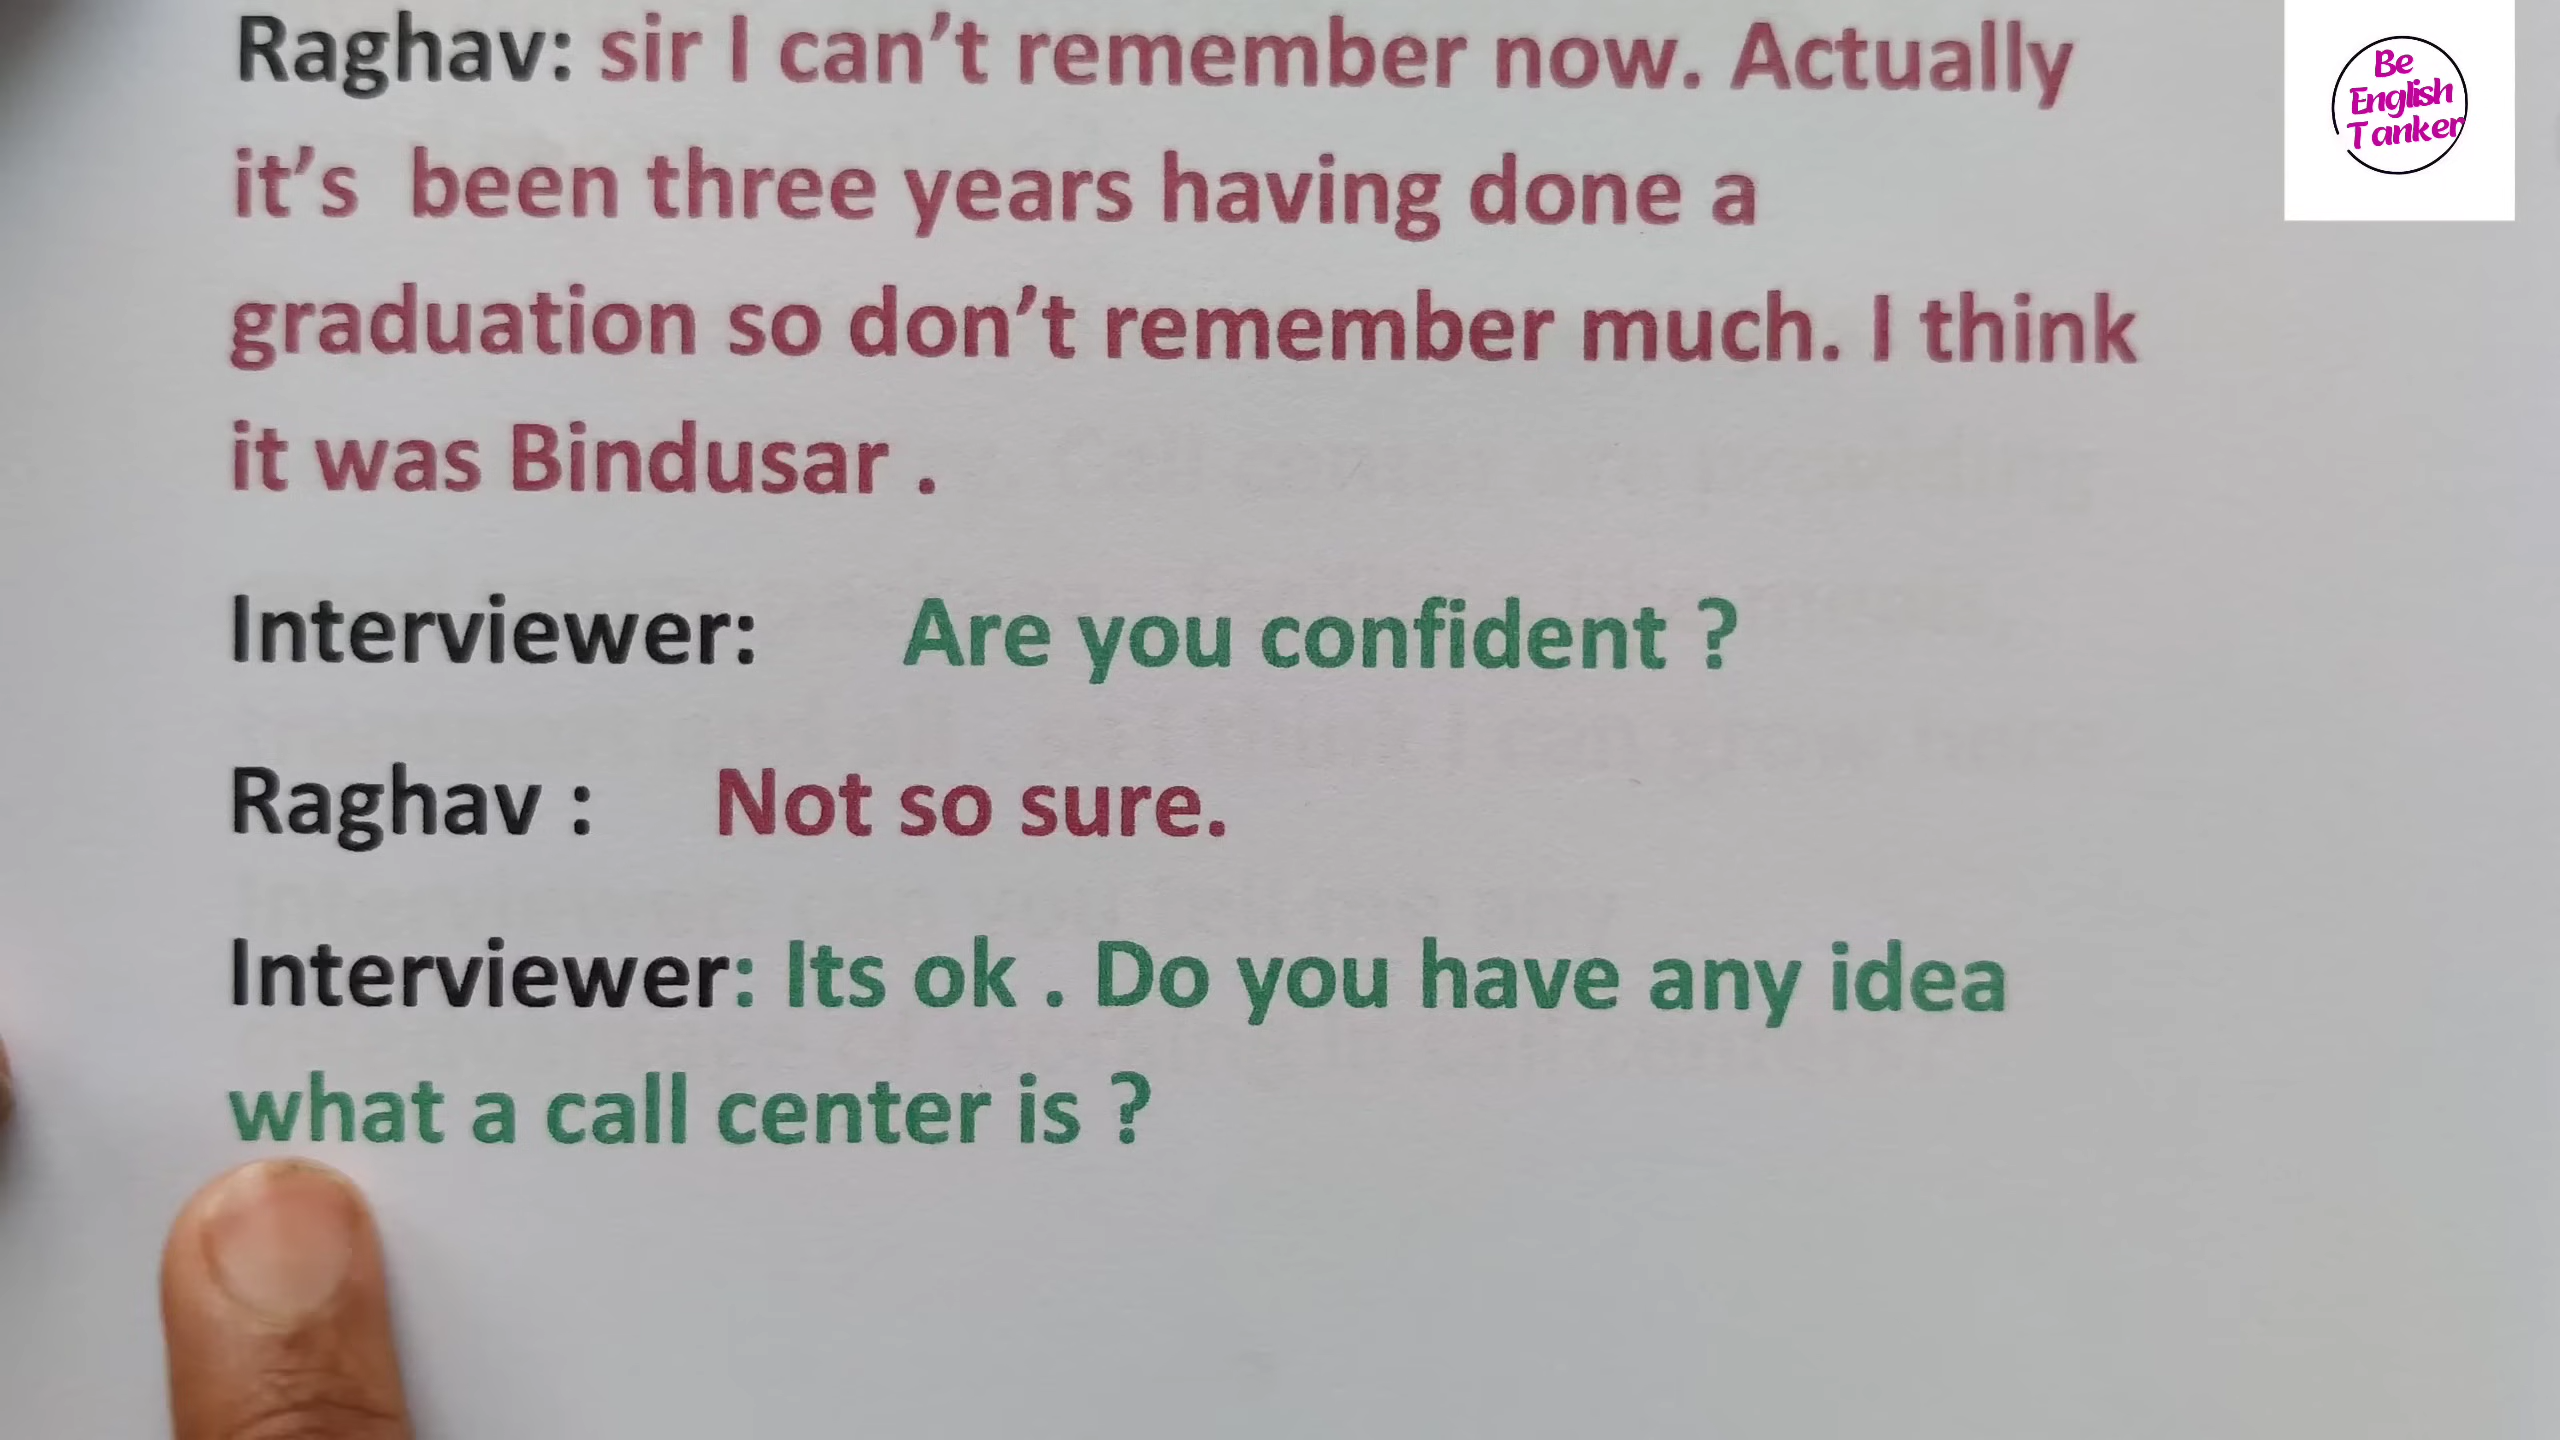 Raghav: sir I can't remember now. Actually
it's  been three years having done a
graduation so don't remember much. I think
it was Bindusar .
Interviewer:     Are you confident ?
Raghav :     Not so sure.
Interviewer: Its ok . Do you have any idea
what a call center is ?
Be
English
Tanker